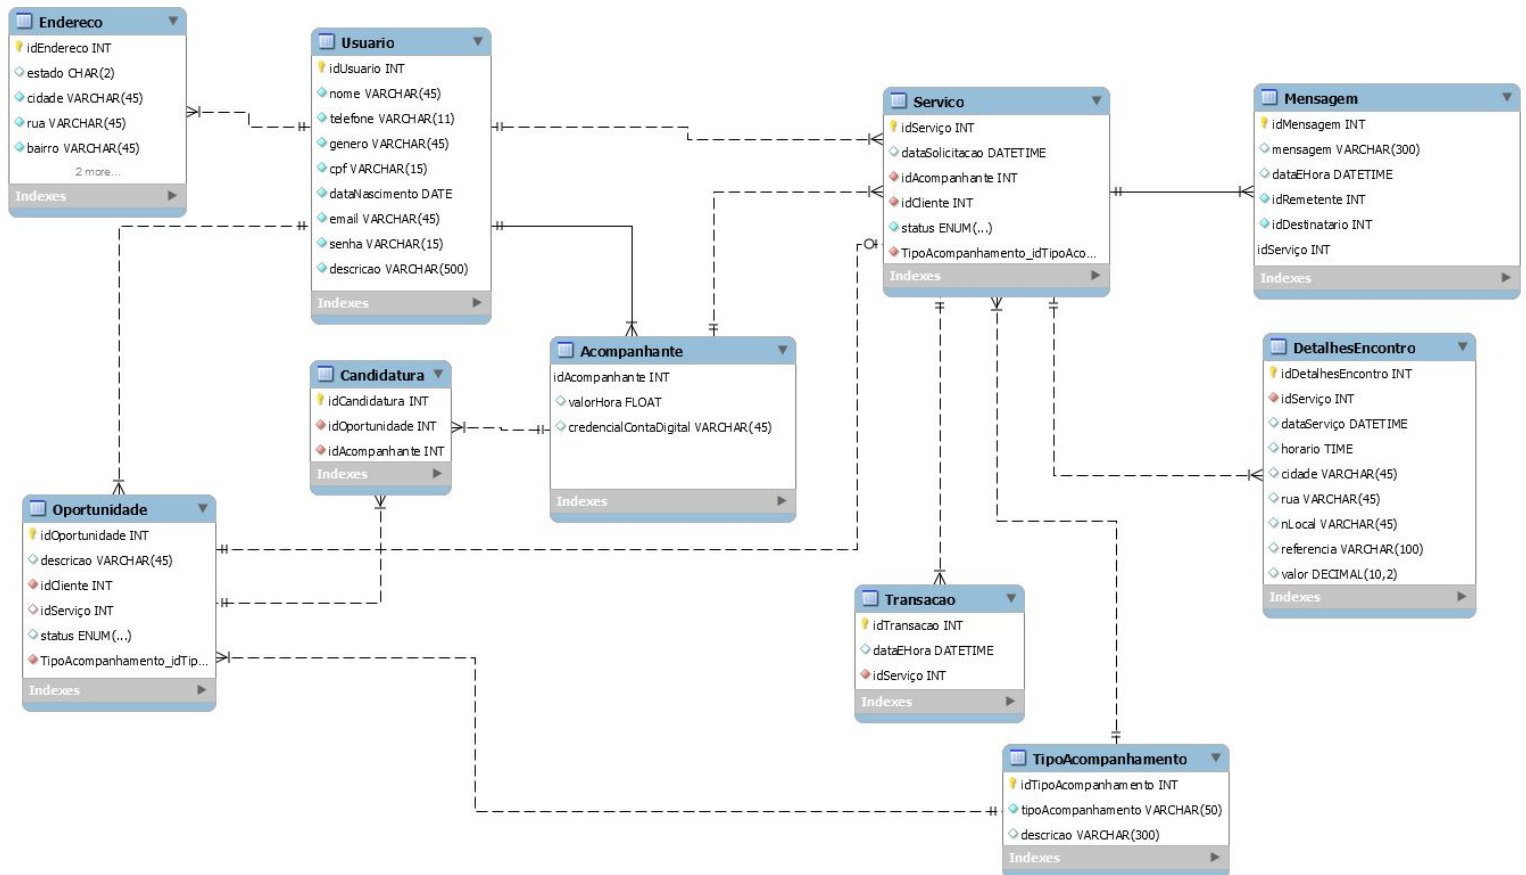 Endereco
idEndereco INT
estado CHAR(2)
cidade VARCHAR(45)
rua VARCHAR(45)
bairro VARCHAR(45)
2 more...
Indexes
Usuario
idUsuario INT
nome VARCHAR(45)
telefone VARCHAR(11)
genero VARCHAR(45)
cpf VARCHAR(15)
dataNascimento DATE
email VARCHAR(45)
senha VARCHAR(15)
descricao VARCHAR(500)
Indexes
Servico
idServiço INT
dataSolicitacao DATETIME
idAcompanhante INT
idCliente INT
status ENUM(...)
TipoAcompanhamento_idTipoAco...
Indexes
Mensagem
idMensagem INT
mensagem VARCHAR(300)
dataEHora DATETIME
idRemetente INT
idDestinatario INT
idServiço INT
Indexes
Acompanhante
idAcompanhante INT
valorHora FLOAT
credencialContaDigital VARCHAR(45)
Indexes
Candidatura
idCandidatura INT
idOportunidade INT
idAcompanhante INT
Indexes
DetalhesEncontro
idDetalhesEncontro INT
idServiço INT
dataServiço DATETIME
horario TIME
cidade VARCHAR(45)
rua VARCHAR(45)
nLocal VARCHAR(45)
referencia VARCHAR(100)
valor DECIMAL(10,2)
Indexes
Oportunidade
idOportunidade INT
descricao VARCHAR(45)
idCliente INT
idServiço INT
status ENUM(...)
TipoAcompanhamento_idTip...
Indexes
Transacao
idTransacao INT
dataEHora DATETIME
idServiço INT
Indexes
TipoAcompanhamento
idTipoAcompanhamento INT
tipoAcompanhamento VARCHAR(50)
descricao VARCHAR(300)
Indexes